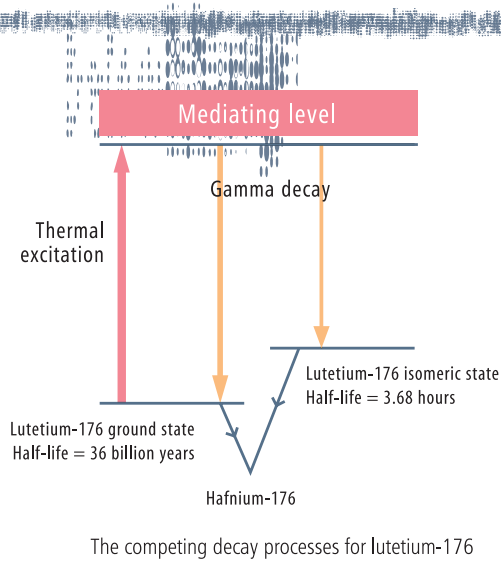 Mediating level
Gamma decay
Thermal
excitation
Lutetium-176 isomeric state
Half-life = 3.68 hours
Lutetium-176 ground state
Half-life = 36 billion years
Hafnium-176
The competing decay processes for lutetium-176